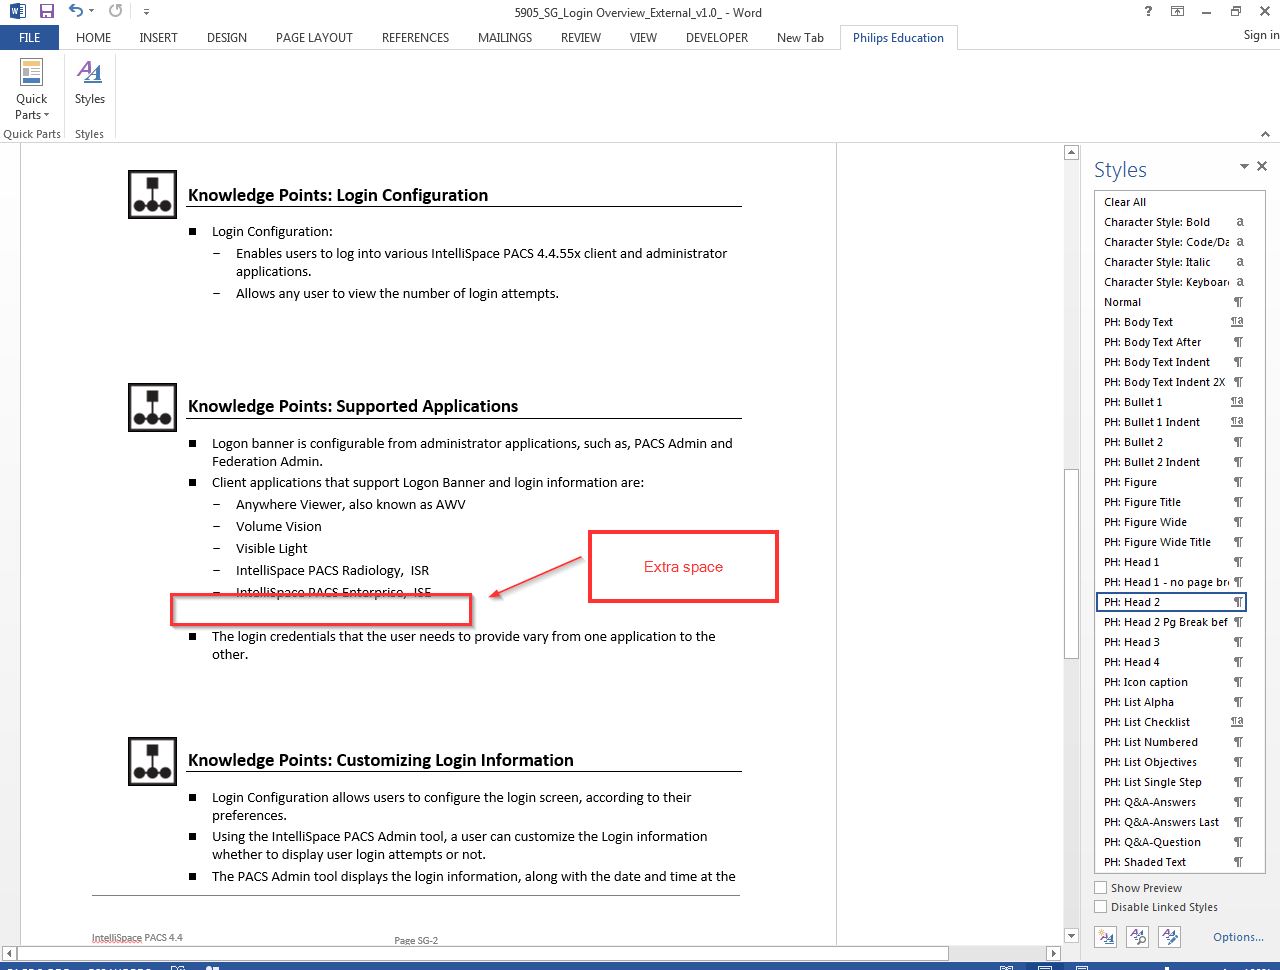 5905_SG_Login Overview_External_v1.0_ - Word
FILE HOME INSERT DESIGN PAGE LAYOUT REFERENCES MAILINGS REVIEW VIEW DEVELOPER New Tab Philips Education Sign in
Quick Parts
Styles
Quick Parts Styles
Knowledge Points: Login Configuration
Login Configuration:
– Enables users to log into various IntelliSpace PACS 4.4.55x client and administrator
applications.
– Allows any user to view the number of login attempts.
Knowledge Points: Supported Applications
Logon banner is configurable from administrator applications, such as, PACS Admin and
Federation Admin.
Client applications that support Logon Banner and login information are:
– Anywhere Viewer, also known as AWV
– Volume Vision
– Visible Light
– IntelliSpace PACS Radiology, ISR
– IntelliSpace PACS Enterprise, ISE
Extra space
The login credentials that the user needs to provide vary from one application to the
other.
Knowledge Points: Customizing Login Information
Login Configuration allows users to configure the login screen, according to their
preferences.
Using the IntelliSpace PACS Admin tool, a user can customize the Login information
whether to display user login attempts or not.
The PACS Admin tool displays the login information, along with the date and time at the
IntelliSpace PACS 4.4
Page SG-2
Styles
Clear All
Character Style: Bold a
Character Style: Code/Da a
Character Style: Italic a
Character Style: Keyboar a
Normal ¶
PH: Body Text ¶a
PH: Body Text After ¶
PH: Body Text Indent ¶
PH: Body Text Indent 2X ¶
PH: Bullet 1 ¶a
PH: Bullet 1 Indent ¶a
PH: Bullet 2 ¶
PH: Bullet 2 Indent ¶
PH: Figure ¶
PH: Figure Title ¶
PH: Figure Wide ¶
PH: Figure Wide Title ¶
PH: Head 1 ¶
PH: Head 1 - no page bre ¶
PH: Head 2 ¶
PH: Head 2 Pg Break bef ¶
PH: Head 3 ¶
PH: Head 4 ¶
PH: Icon caption ¶
PH: List Alpha ¶
PH: List Checklist ¶a
PH: List Numbered ¶
PH: List Objectives ¶
PH: List Single Step ¶
PH: Q&A-Answers ¶
PH: Q&A-Answers Last ¶
PH: Q&A-Question ¶
PH: Shaded Text ¶
Show Preview
Disable Linked Styles
Options...